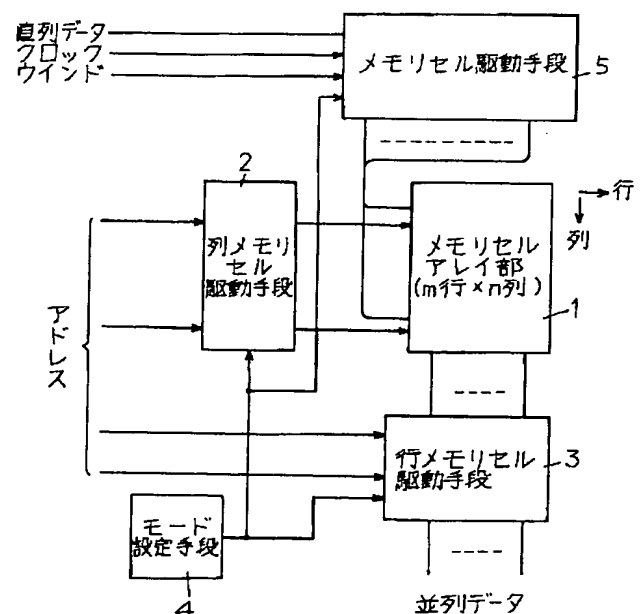 直列データ
クロック
ウインド
メモリセル駆動手段
5
2
列メモリ
セル
駆動手段
行
列
メモリセル
アレイ部
(m行×n列)
1
アドレス
行メモリセル
駆動手段
3
モード
設定手段
4
並列データ